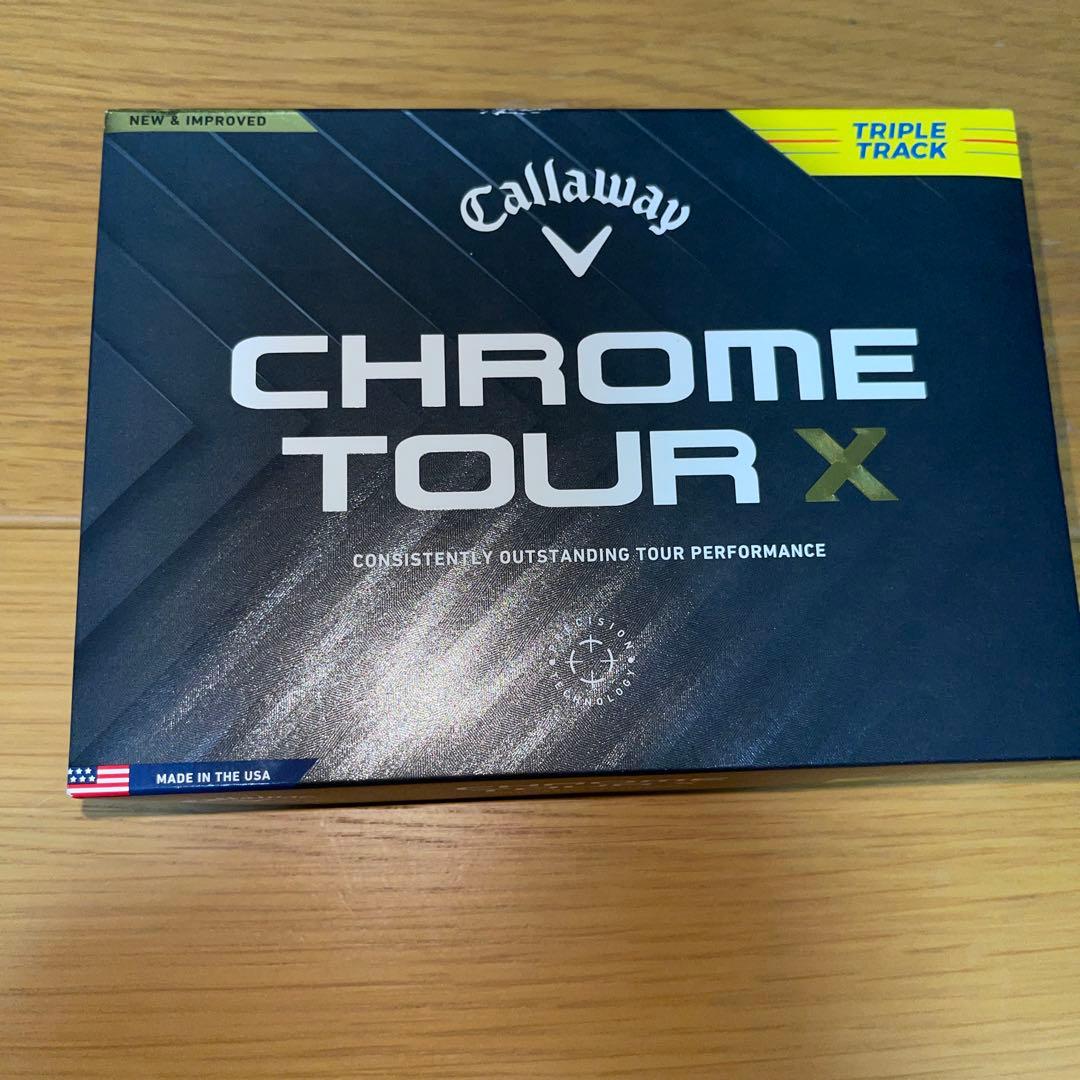 NEW & IMPROVED
TRIPLE
TRACK
Callaway
CHROME
TOUR X
CONSISTENTLY OUTSTANDING TOUR PERFORMANCE
PRECISION
TECHNOLOGY
MADE IN THE USA